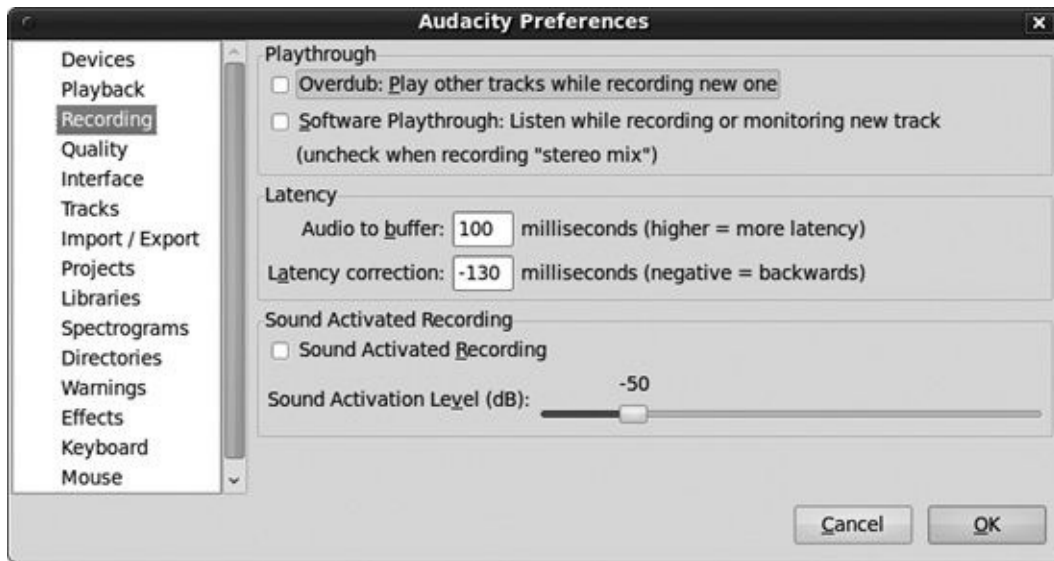 Audacity Preferences
Devices
Playback
Recording
Quality
Interface
Tracks
Import / Export
Projects
Libraries
Spectrograms
Directories
Warnings
Effects
Keyboard
Mouse
Playthrough
Overdub: Play other tracks while recording new one
Software Playthrough: Listen while recording or monitoring new track
(uncheck when recording "stereo mix")
Latency
Audio to buffer: 100 milliseconds (higher = more latency)
Latency correction: -130 milliseconds (negative = backwards)
Sound Activated Recording
Sound Activated Recording
-50
Sound Activation Level (dB):
Cancel OK